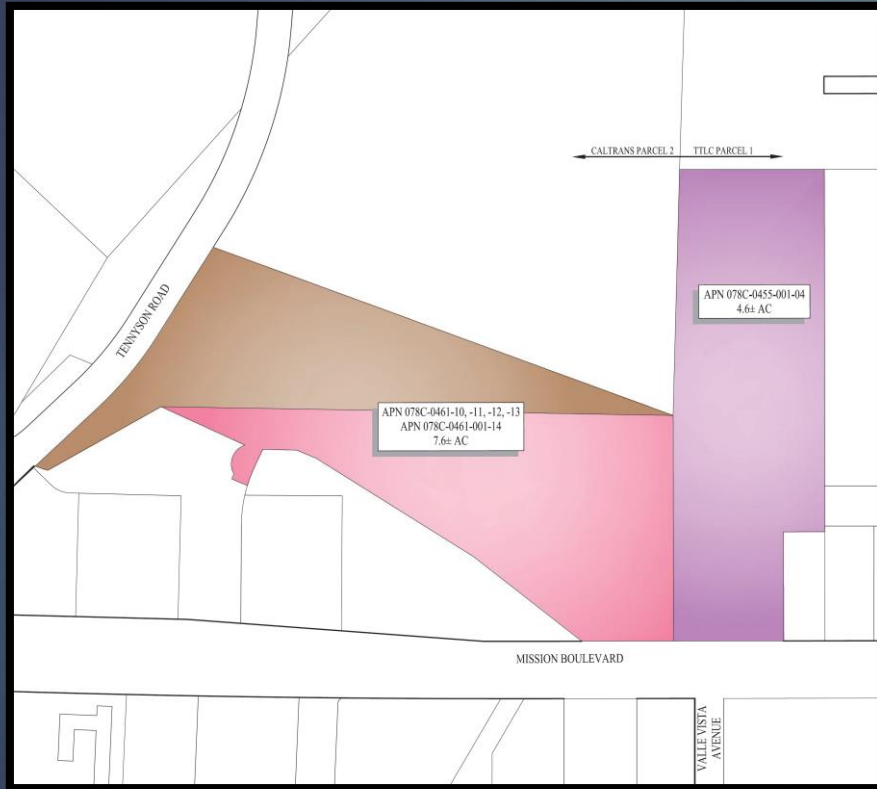 CALTRANS PARCEL 2
TTLC PARCEL 1
TENNYSON ROAD
APN 078C-0455-001-04
4.6± AC
APN 078C-0461-10, -11, -12, -13
APN 078C-0461-001-14
7.6± AC
MISSION BOULEVARD
VALLE VISTA
AVENUE